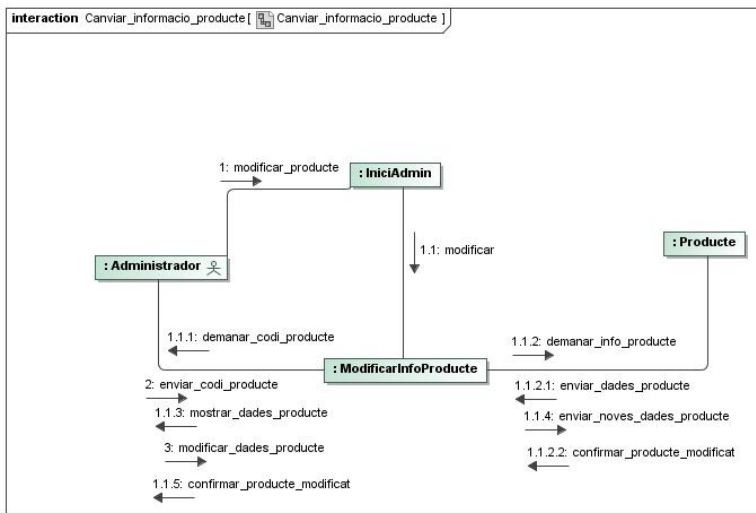 interaction Canviar_informacio_producte[ Canviar_informacio_producte ]
1: modificar_producte
: IniciAdmin
: Producte
1.1: modificar
: Administrador
1.1.1: demanar_codi_producte
1.1.2: demanar_info_producte
: ModificarInfoProducte
2: enviar_codi_producte
1.1.2.1: enviar_dades_producte
1.1.3: mostrar_dades_producte
1.1.4: enviar_noves_dades_producte
3: modificar_dades_producte
1.1.2.2: confirmar_producte_modificat
1.1.5: confirmar_producte_modificat